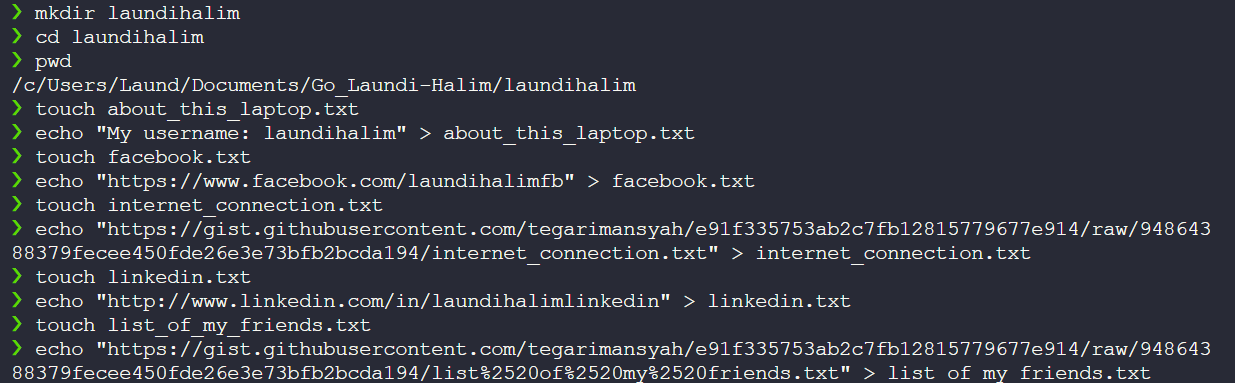 ❯ mkdir laundihalim
❯ cd laundihalim
❯ pwd
/c/Users/Laund/Documents/Go_Laundi-Halim/laundihalim
❯ touch about_this_laptop.txt
❯ echo "My username: laundihalim" > about_this_laptop.txt
❯ touch facebook.txt
❯ echo "https://www.facebook.com/laundihalimfb" > facebook.txt
❯ touch internet_connection.txt
❯ echo "https://gist.githubusercontent.com/tegarimansyah/e91f335753ab2c7fb12815779677e914/raw/948643
88379fecee450fde26e3e73bfb2bcda194/internet_connection.txt" > internet_connection.txt
❯ touch linkedin.txt
❯ echo "http://www.linkedin.com/in/laundihalimlinkedin" > linkedin.txt
❯ touch list_of_my_friends.txt
❯ echo "https://gist.githubusercontent.com/tegarimansyah/e91f335753ab2c7fb12815779677e914/raw/948643
88379fecee450fde26e3e73bfb2bcda194/list%2520of%2520my%2520friends.txt" > list_of_my_friends.txt